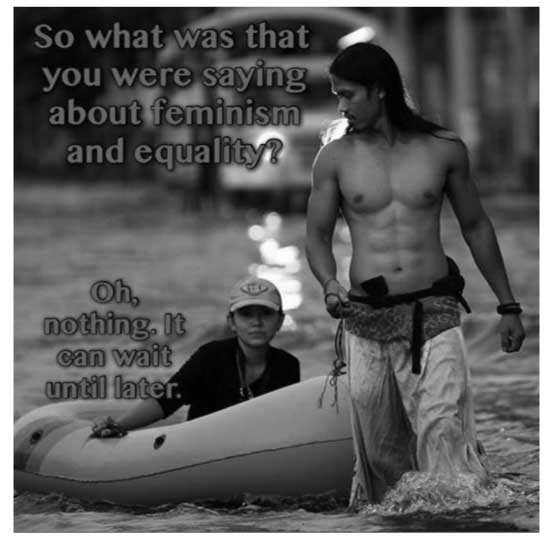 So what was that
you were saying
about feminism
and equality?
Oh,
nothing. It
can wait
until later.